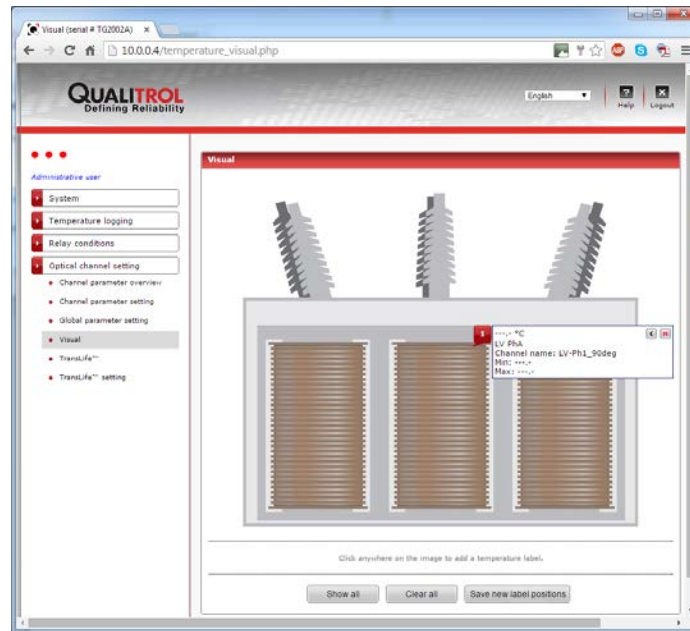 Visual (serial # TG2002A)
10.0.0.4/temperature_visual.php
QUALITROL
Defining Reliability
English
Help
Logout
Administrative user
System
Temperature logging
Relay conditions
Optical channel setting
Channel parameter overview
Channel parameter setting
Global parameter setting
Visual
TransLife™
TransLife™ setting
Visual
1
---.- °C
LV PhA
Channel name: LV-Ph1_90deg
Min: ---.-
Max: ---.-
Click anywhere on the image to add a temperature label.
Show all
Clear all
Save new label positions